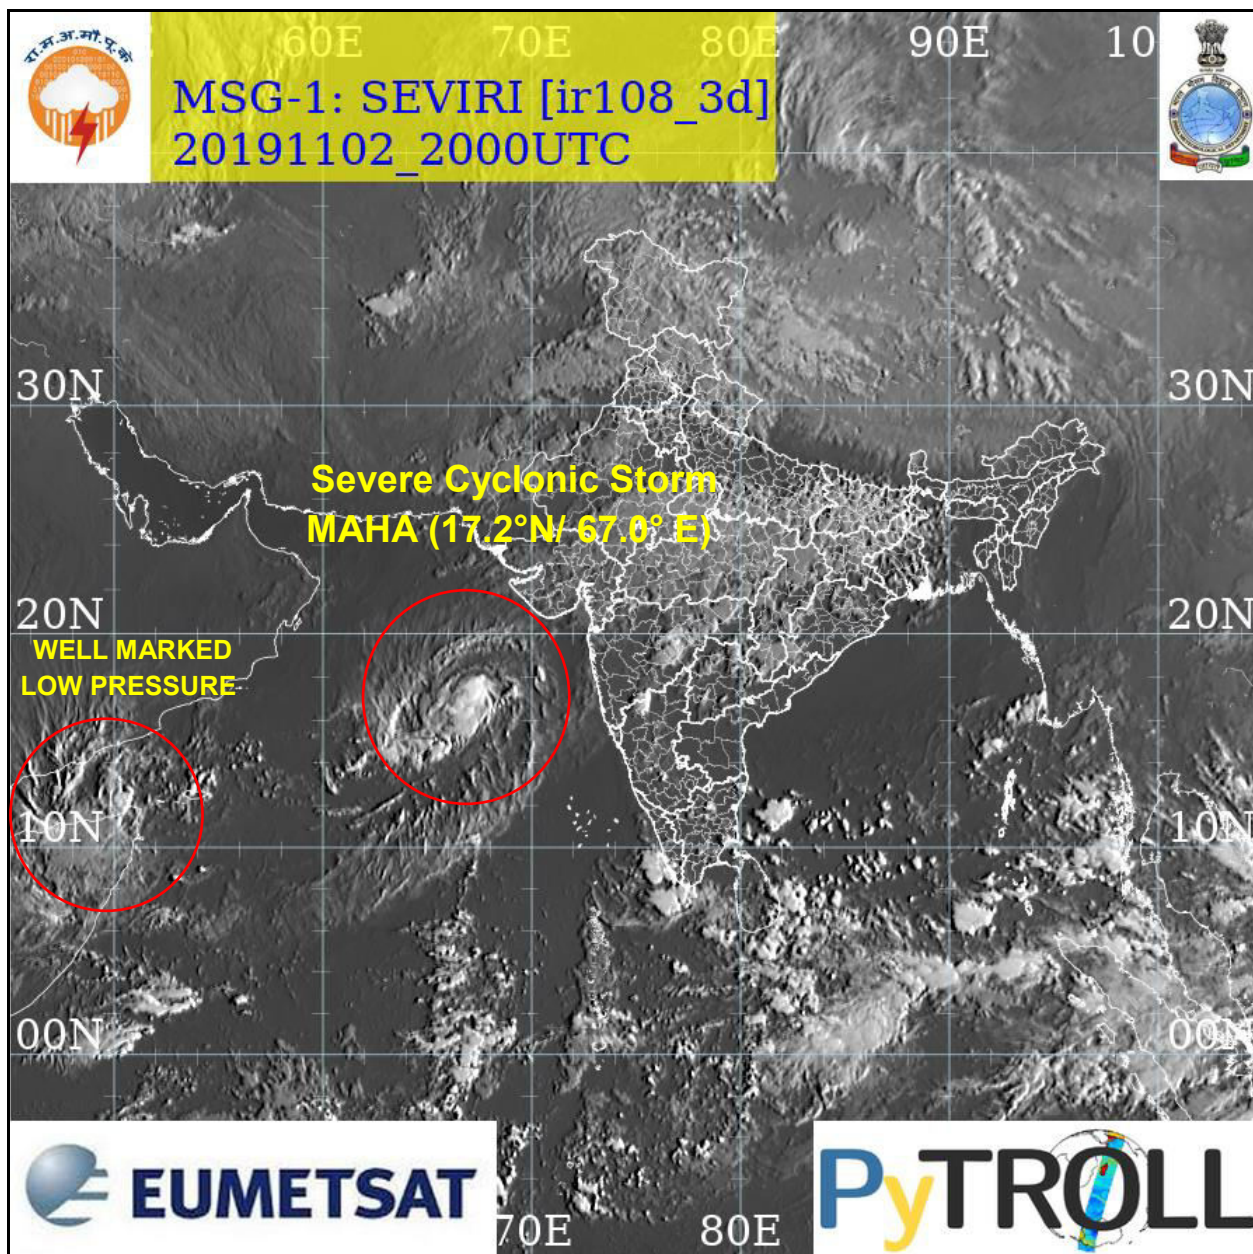 रा.म.अ.मौ.पू.के
60E 70E 80E 90E 10
MSG-1: SEVIRI [ir108_3d]
20191102_2000UTC
30N 30N
Severe Cyclonic Storm
MAHA (17.2°N/ 67.0° E)
20N 20N
WELL MARKED
LOW PRESSURE
10N 10N
00N 00N
EUMETSAT
70E 80E
PyTROLL